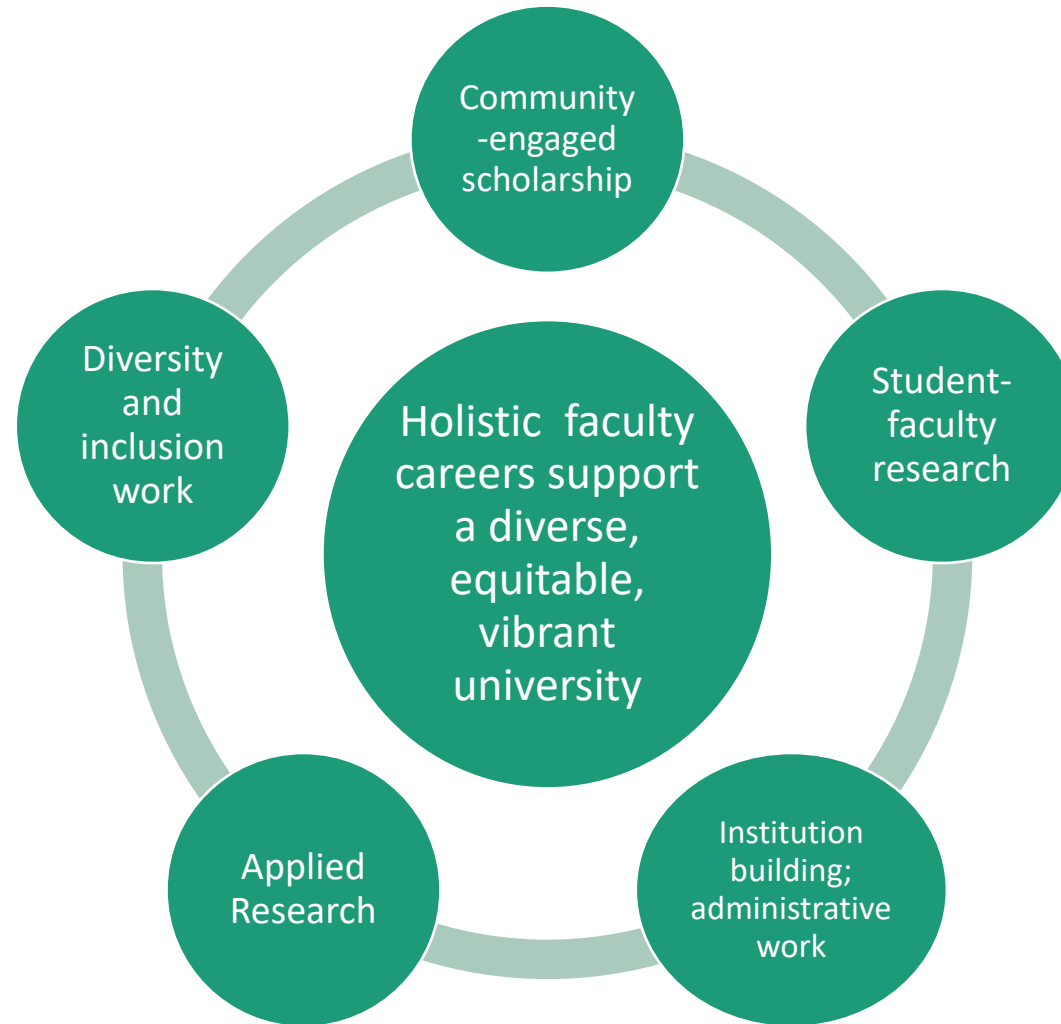 Community
-engaged
scholarship
Student-
faculty
research
Institution
building;
administrative
work
Applied
Research
Diversity
and
inclusion
work
Holistic  faculty
careers support
a diverse,
equitable,
vibrant
university